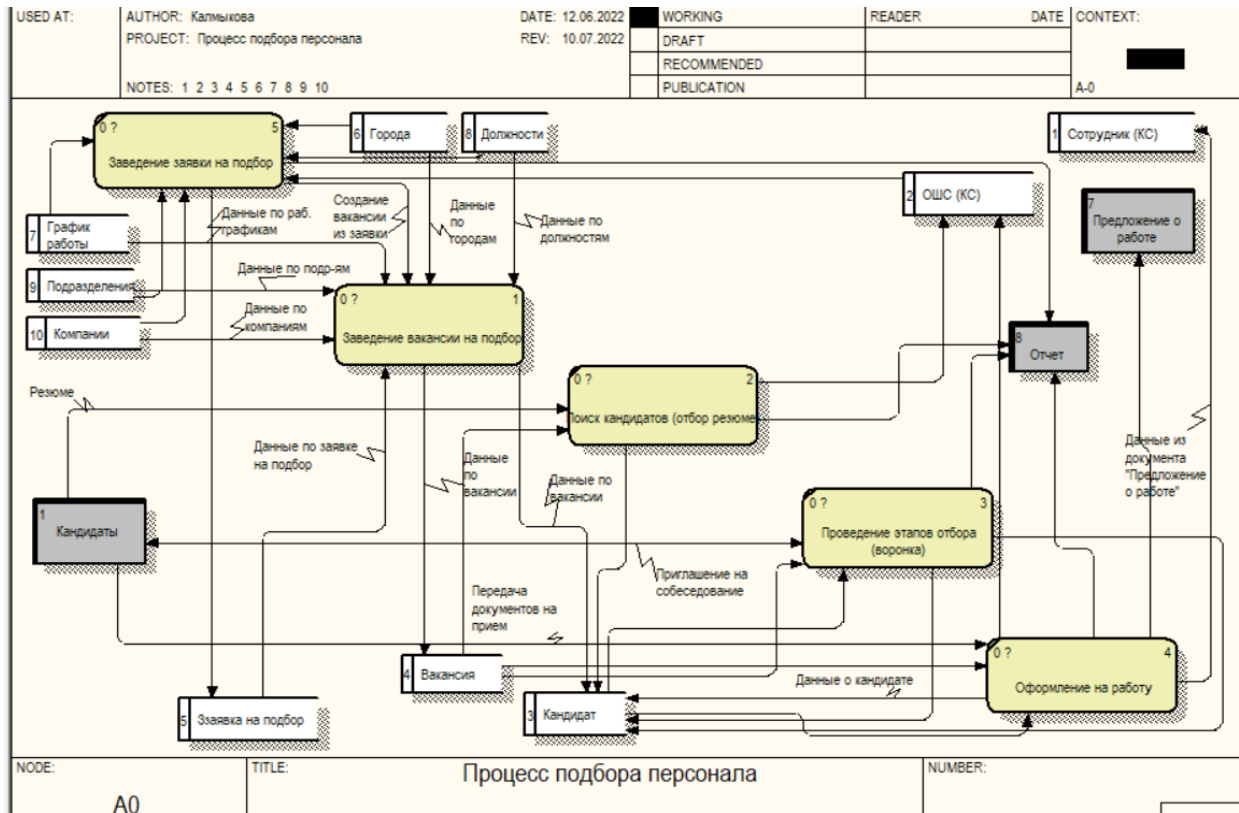 USED AT:
AUTHOR: Калмыкова
DATE: 12.06.2022
WORKING
READER
DATE
CONTEXT:
PROJECT: Процесс подбора персонала
REV: 10.07.2022
DRAFT
RECOMMENDED
NOTES: 1 2 3 4 5 6 7 8 9 10
PUBLICATION
A-0
0 ?
5
Заведение заявки на подбор
6
Города
8
Должности
1
Сотрудник (КС)
2
ОШС (КС)
7
Предложение о
работе
7
График
работы
Данные по раб.
графикам
Создание
вакансии
из заявки
Данные
по
городам
Данные по
должностям
9
Подразделения
Данные по подр-ям
10
Компании
Данные по
компаниям
0 ?
1
Заведение вакансии на подбор
8
Отчет
0 ?
2
Поиск кандидатов (отбор резюме
Резюме
Данные по заявке
на подбор
Данные
по
вакансии
Данные по
вакансии
Данные из
документа
"Предложение
о работе"
1
Кандидаты
0 ?
3
Проведение этапов отбора
(воронка)
Приглашение на
собеседование
Передача
документов на
прием
0 ?
4
Оформление на работу
4
Вакансия
Данные о кандидате
5
Ззаявка на подбор
3
Кандидат
NODE:
TITLE:
Процесс подбора персонала
NUMBER:
A0